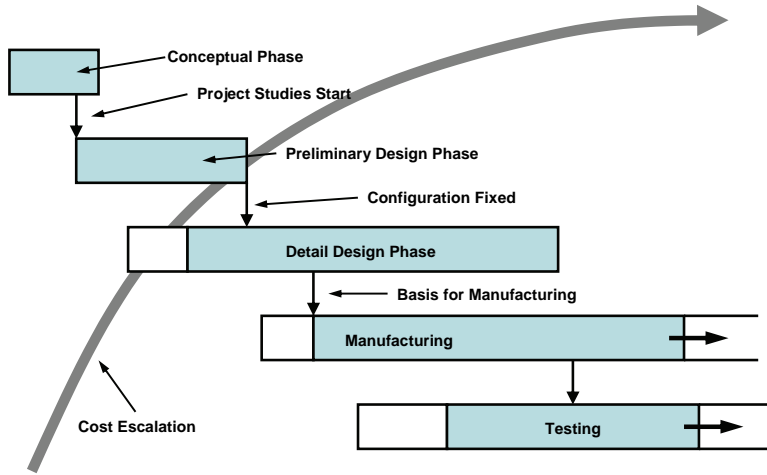 Conceptual Phase
Project Studies Start
Preliminary Design Phase
Configuration Fixed
Detail Design Phase
Basis for Manufacturing
Manufacturing
Cost Escalation
Testing